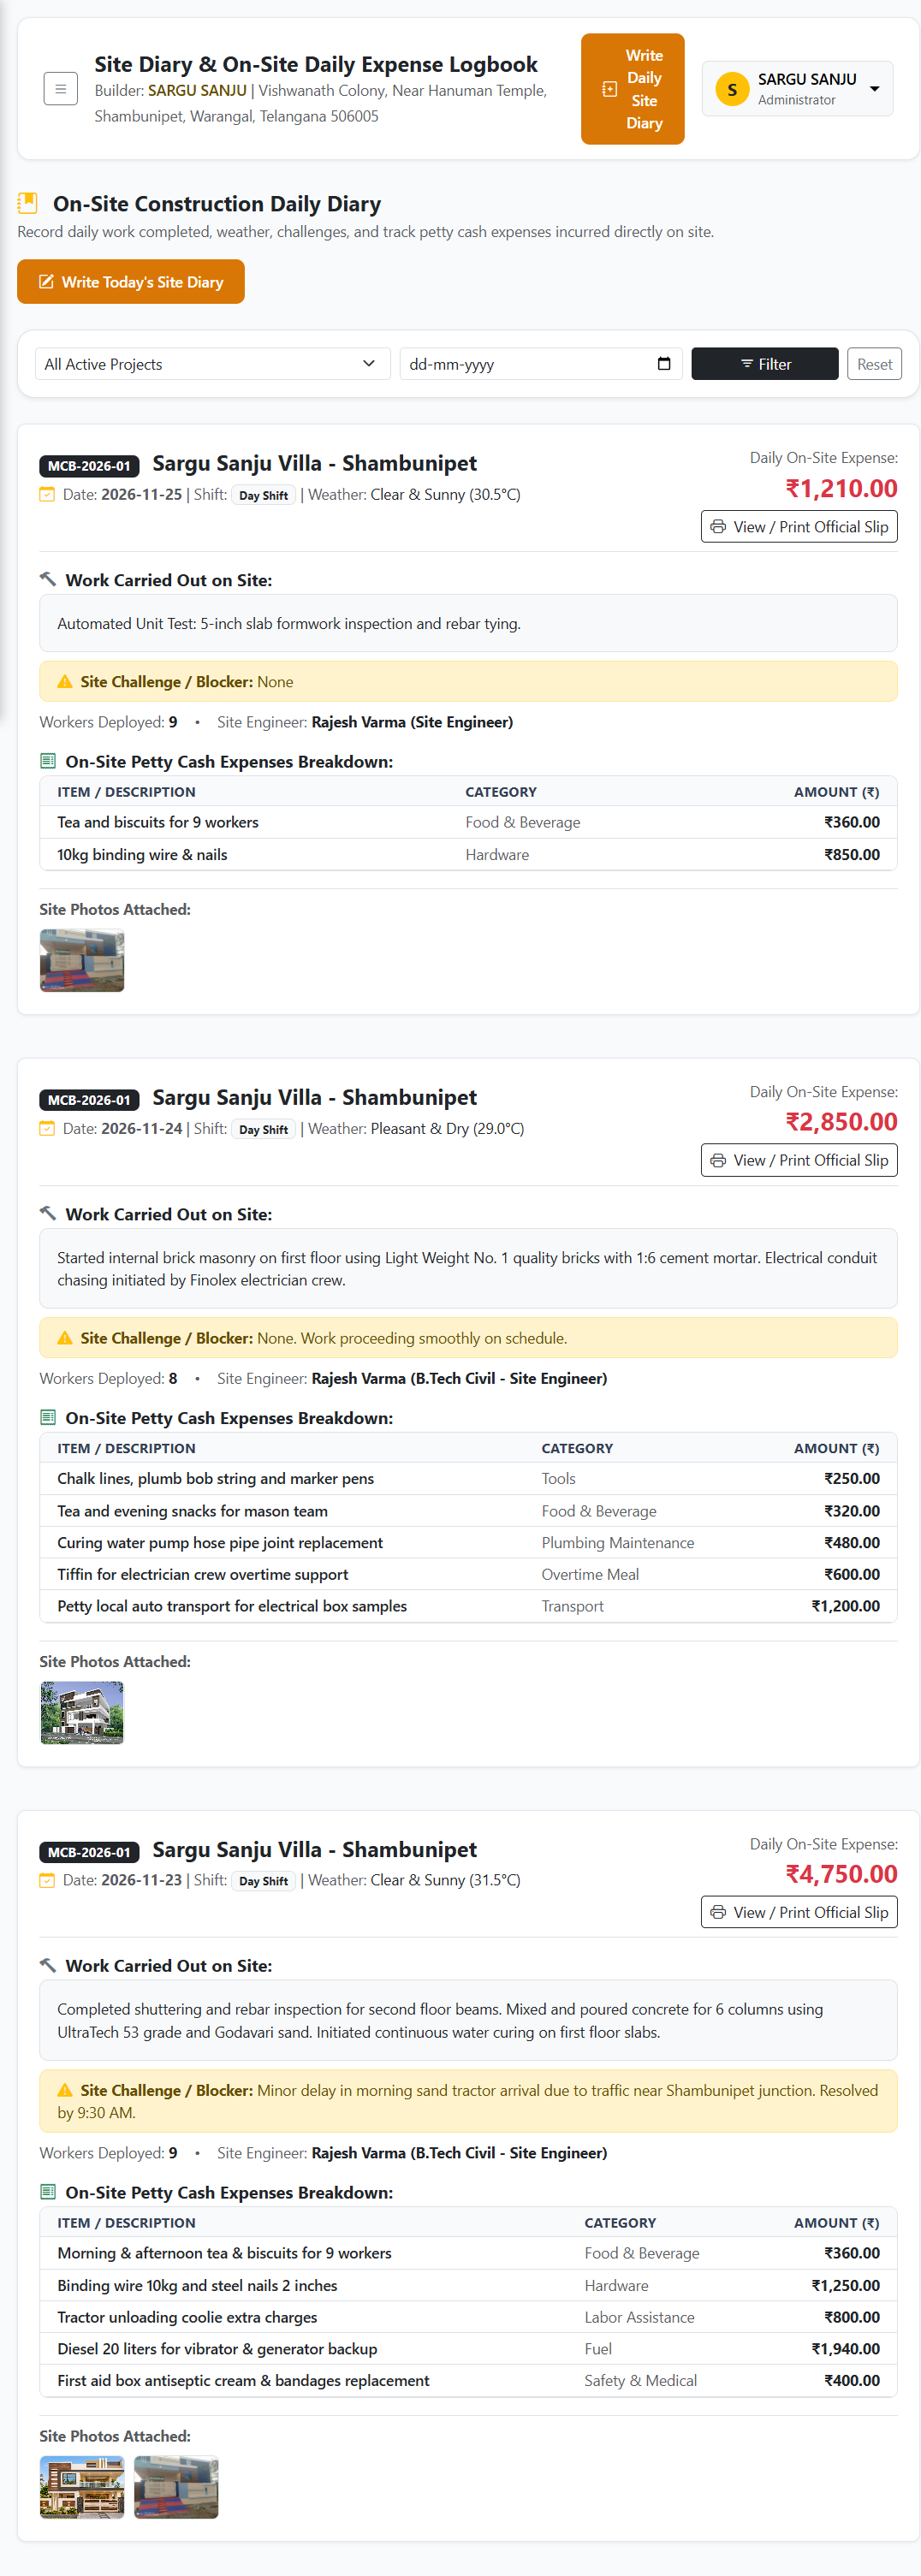 Site Diary & On-Site Daily Expense Logbook
Builder: SARGU SANJU | Vishwanath Colony, Near Hanuman Temple,
Shambunipet, Warangal, Telangana 506005
Write
Daily
Site
Diary
S
SARGU SANJU
Administrator
On-Site Construction Daily Diary
Record daily work completed, weather, challenges, and track petty cash expenses incurred directly on site.
Write Today's Site Diary
All Active Projects
dd-mm-yyyy
Filter
Reset
MCB-2026-01 Sargu Sanju Villa - Shambunipet
Date: 2026-11-25 | Shift: Day Shift | Weather: Clear & Sunny (30.5°C)
Daily On-Site Expense:
₹1,210.00
View / Print Official Slip
Work Carried Out on Site:
Automated Unit Test: 5-inch slab formwork inspection and rebar tying.
Site Challenge / Blocker: None
Workers Deployed: 9 • Site Engineer: Rajesh Varma (Site Engineer)
On-Site Petty Cash Expenses Breakdown:
ITEM / DESCRIPTION CATEGORY AMOUNT (₹)
Tea and biscuits for 9 workers Food & Beverage ₹360.00
10kg binding wire & nails Hardware ₹850.00
Site Photos Attached:
MCB-2026-01 Sargu Sanju Villa - Shambunipet
Date: 2026-11-24 | Shift: Day Shift | Weather: Pleasant & Dry (29.0°C)
Daily On-Site Expense:
₹2,850.00
View / Print Official Slip
Work Carried Out on Site:
Started internal brick masonry on first floor using Light Weight No. 1 quality bricks with 1:6 cement mortar. Electrical conduit
chasing initiated by Finolex electrician crew.
Site Challenge / Blocker: None. Work proceeding smoothly on schedule.
Workers Deployed: 8 • Site Engineer: Rajesh Varma (B.Tech Civil - Site Engineer)
On-Site Petty Cash Expenses Breakdown:
ITEM / DESCRIPTION CATEGORY AMOUNT (₹)
Chalk lines, plumb bob string and marker pens Tools ₹250.00
Tea and evening snacks for mason team Food & Beverage ₹320.00
Curing water pump hose pipe joint replacement Plumbing Maintenance ₹480.00
Tiffin for electrician crew overtime support Overtime Meal ₹600.00
Petty local auto transport for electrical box samples Transport ₹1,200.00
Site Photos Attached:
MCB-2026-01 Sargu Sanju Villa - Shambunipet
Date: 2026-11-23 | Shift: Day Shift | Weather: Clear & Sunny (31.5°C)
Daily On-Site Expense:
₹4,750.00
View / Print Official Slip
Work Carried Out on Site:
Completed shuttering and rebar inspection for second floor beams. Mixed and poured concrete for 6 columns using
UltraTech 53 grade and Godavari sand. Initiated continuous water curing on first floor slabs.
Site Challenge / Blocker: Minor delay in morning sand tractor arrival due to traffic near Shambunipet junction. Resolved
by 9:30 AM.
Workers Deployed: 9 • Site Engineer: Rajesh Varma (B.Tech Civil - Site Engineer)
On-Site Petty Cash Expenses Breakdown:
ITEM / DESCRIPTION CATEGORY AMOUNT (₹)
Morning & afternoon tea & biscuits for 9 workers Food & Beverage ₹360.00
Binding wire 10kg and steel nails 2 inches Hardware ₹1,250.00
Tractor unloading coolie extra charges Labor Assistance ₹800.00
Diesel 20 liters for vibrator & generator backup Fuel ₹1,940.00
First aid box antiseptic cream & bandages replacement Safety & Medical ₹400.00
Site Photos Attached: